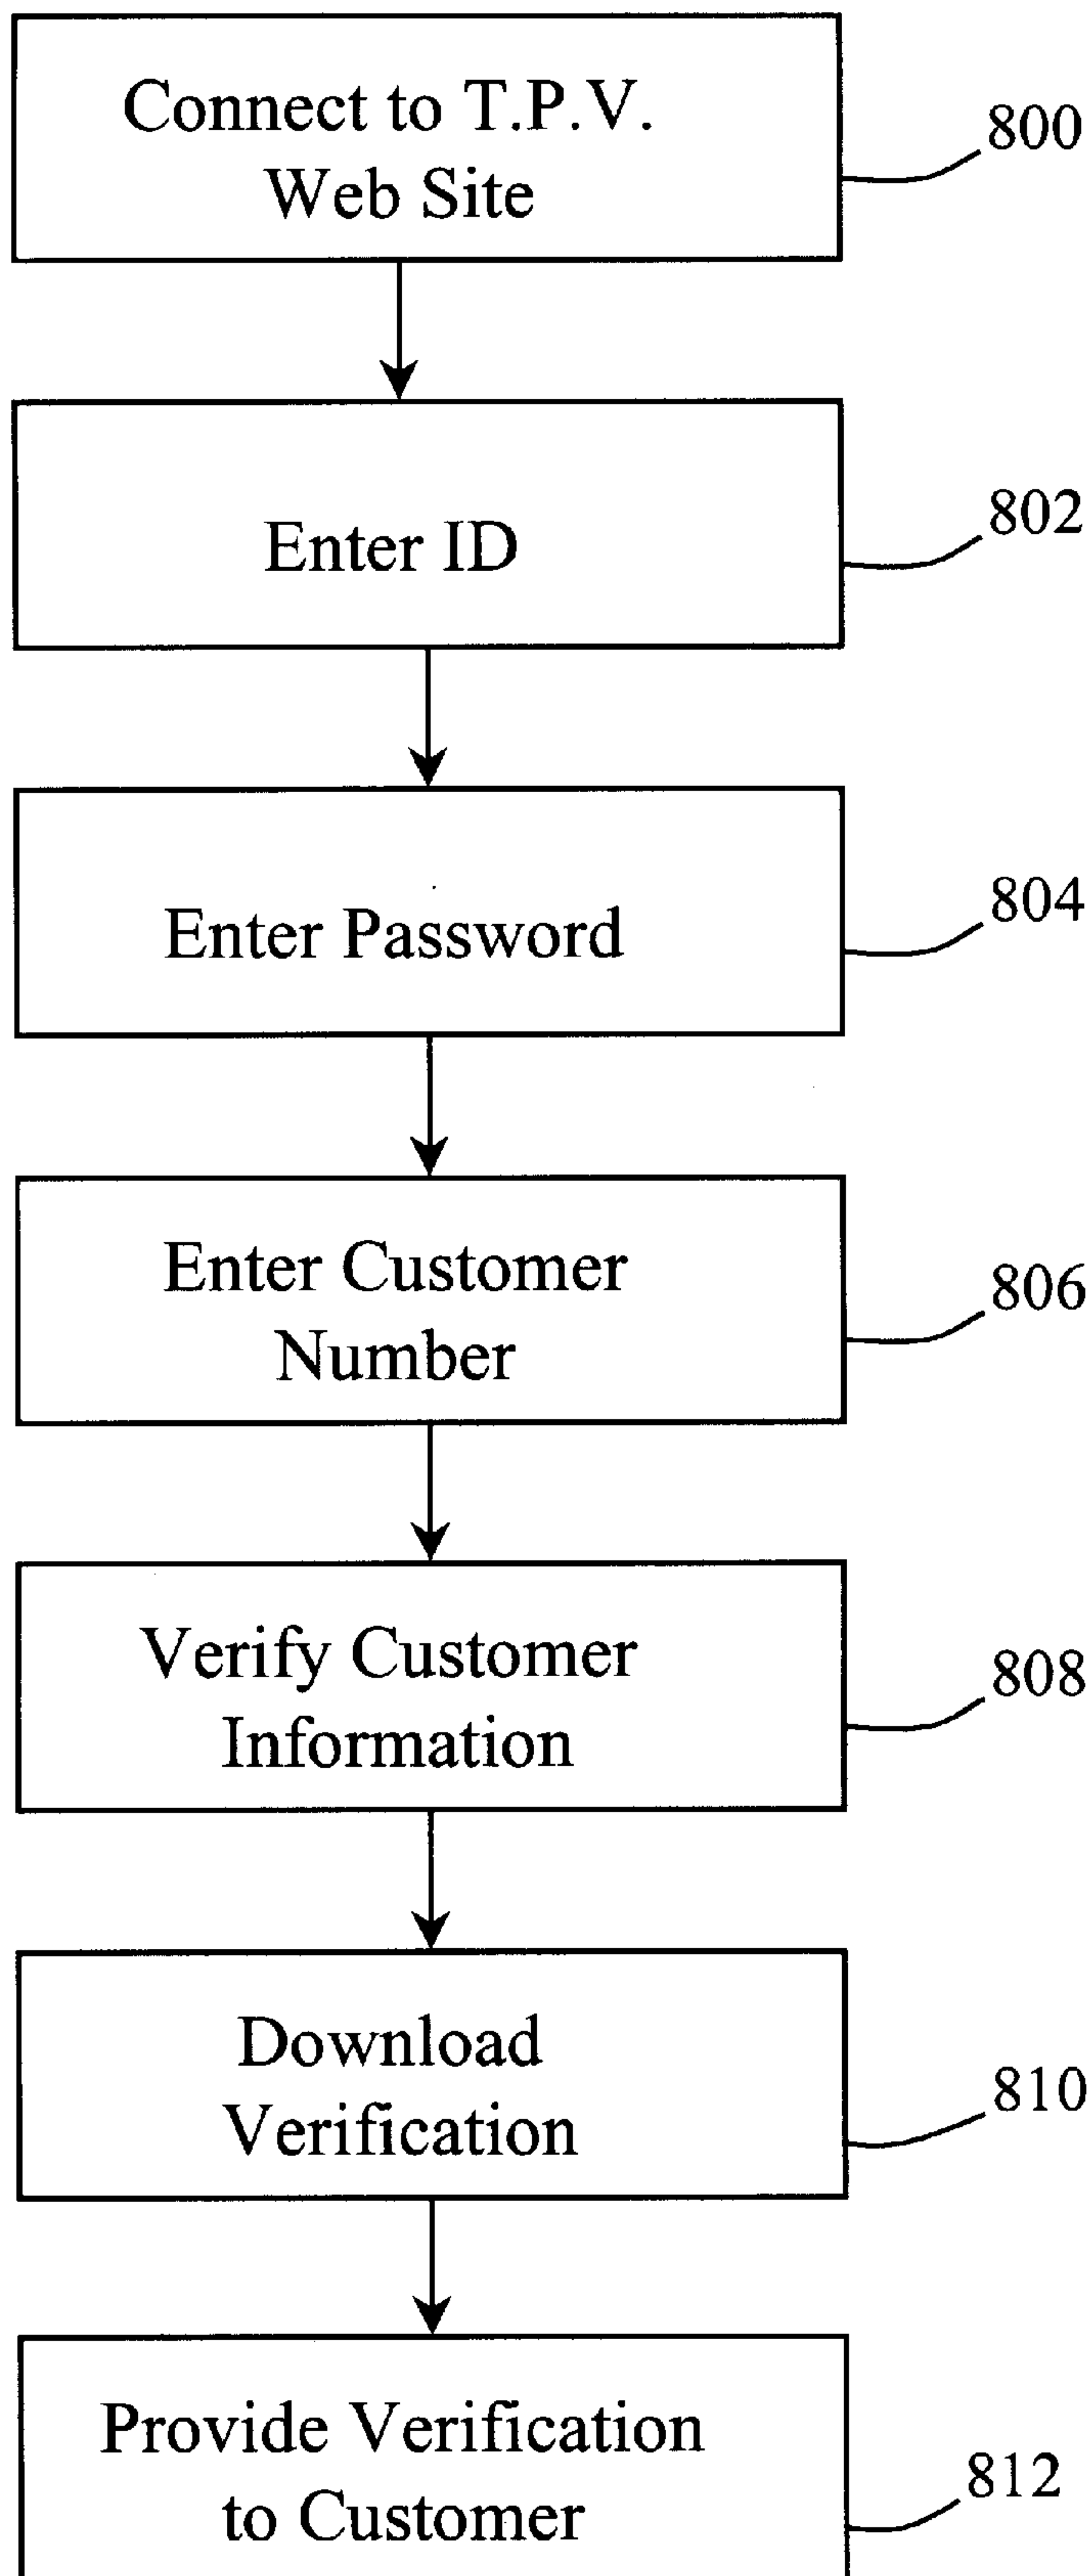 Connect to T.P.V.
Web Site
800
Enter ID
802
Enter Password
804
Enter Customer
Number
806
Verify Customer
Information
808
Download
Verification
810
Provide Verification
to Customer
812